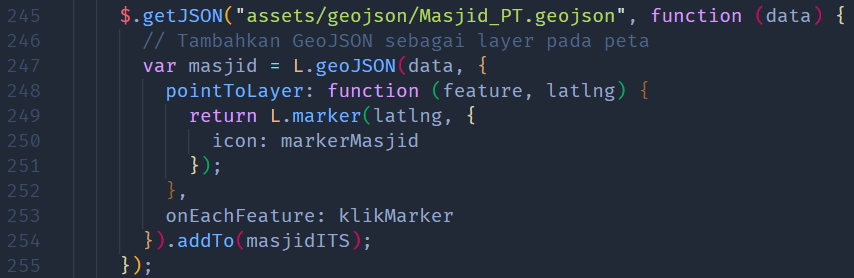 245 $.getJSON("assets/geojson/Masjid_PT.geojson", function (data) {
246 // Tambahkan GeoJSON sebagai layer pada peta
247 var masjid = L.geoJSON(data, {
248 pointToLayer: function (feature, latlng) {
249 return L.marker(latlng, {
250 icon: markerMasjid
251 });
252 },
253 onEachFeature: klikMarker
254 }).addTo(masjidITS);
255 });